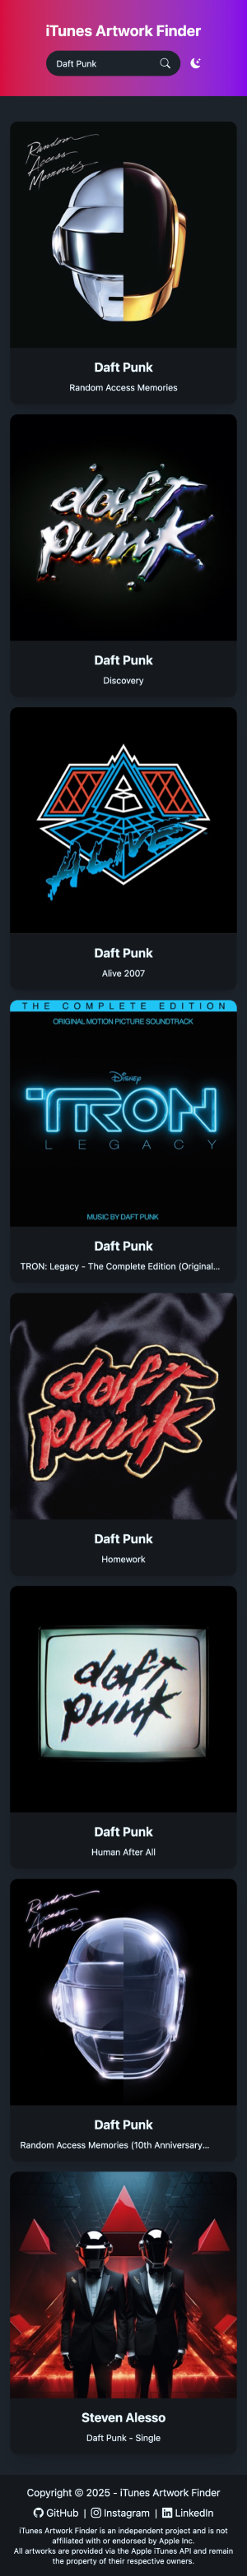 iTunes Artwork Finder
Daft Punk
Random
Access
Memories
Daft Punk
Random Access Memories
daft
punk
Daft Punk
Discovery
ALIVE
Daft Punk
Alive 2007
THE COMPLETE EDITION
ORIGINAL MOTION PICTURE SOUNDTRACK
Disney
TRON
LEGACY
MUSIC BY DAFT PUNK
Daft Punk
TRON: Legacy - The Complete Edition (Original...
daft
punk
Daft Punk
Homework
daft
punk
Daft Punk
Human After All
Random
Access
Memories
Daft Punk
Random Access Memories (10th Anniversary...
Steven Alesso
Daft Punk - Single
Copyright © 2025 - iTunes Artwork Finder
GitHub | Instagram | LinkedIn
iTunes Artwork Finder is an independent project and is not
affiliated with or endorsed by Apple Inc.
All artworks are provided via the Apple iTunes API and remain
the property of their respective owners.